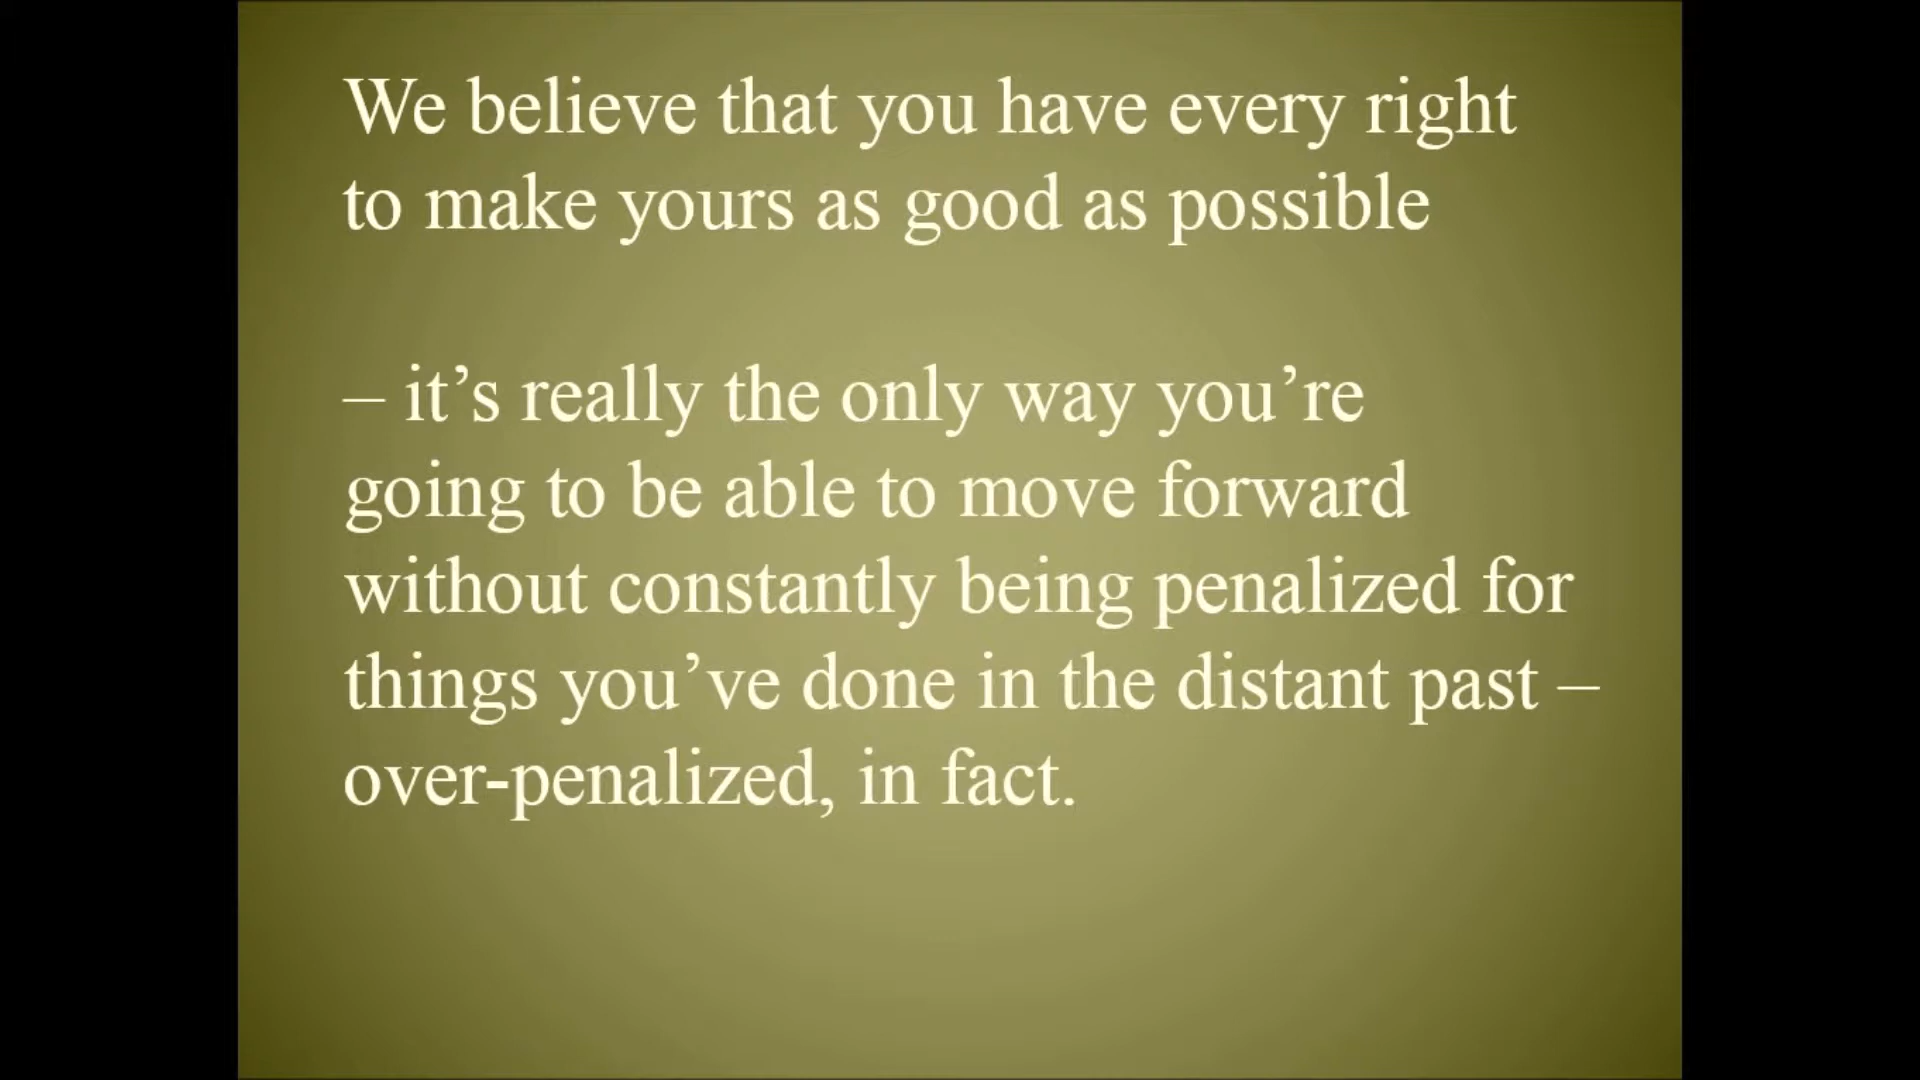 We believe that you have every right
to make yours as good as possible
– it’s really the only way you’re
going to be able to move forward
without constantly being penalized for
things you’ve done in the distant past –
over-penalized, in fact.